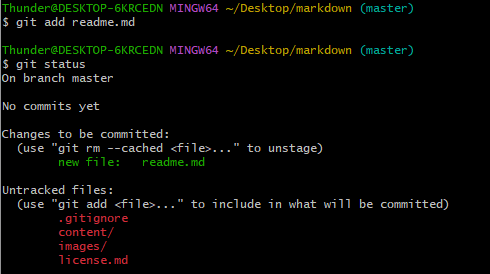 Thunder@DESKTOP-6KRCEDN MINGW64 ~/Desktop/markdown (master)
$ git add readme.md

Thunder@DESKTOP-6KRCEDN MINGW64 ~/Desktop/markdown (master)
$ git status
On branch master

No commits yet

Changes to be committed:
  (use "git rm --cached <file>..." to unstage)
        new file:   readme.md

Untracked files:
  (use "git add <file>..." to include in what will be committed)
        .gitignore
        content/
        images/
        license.md